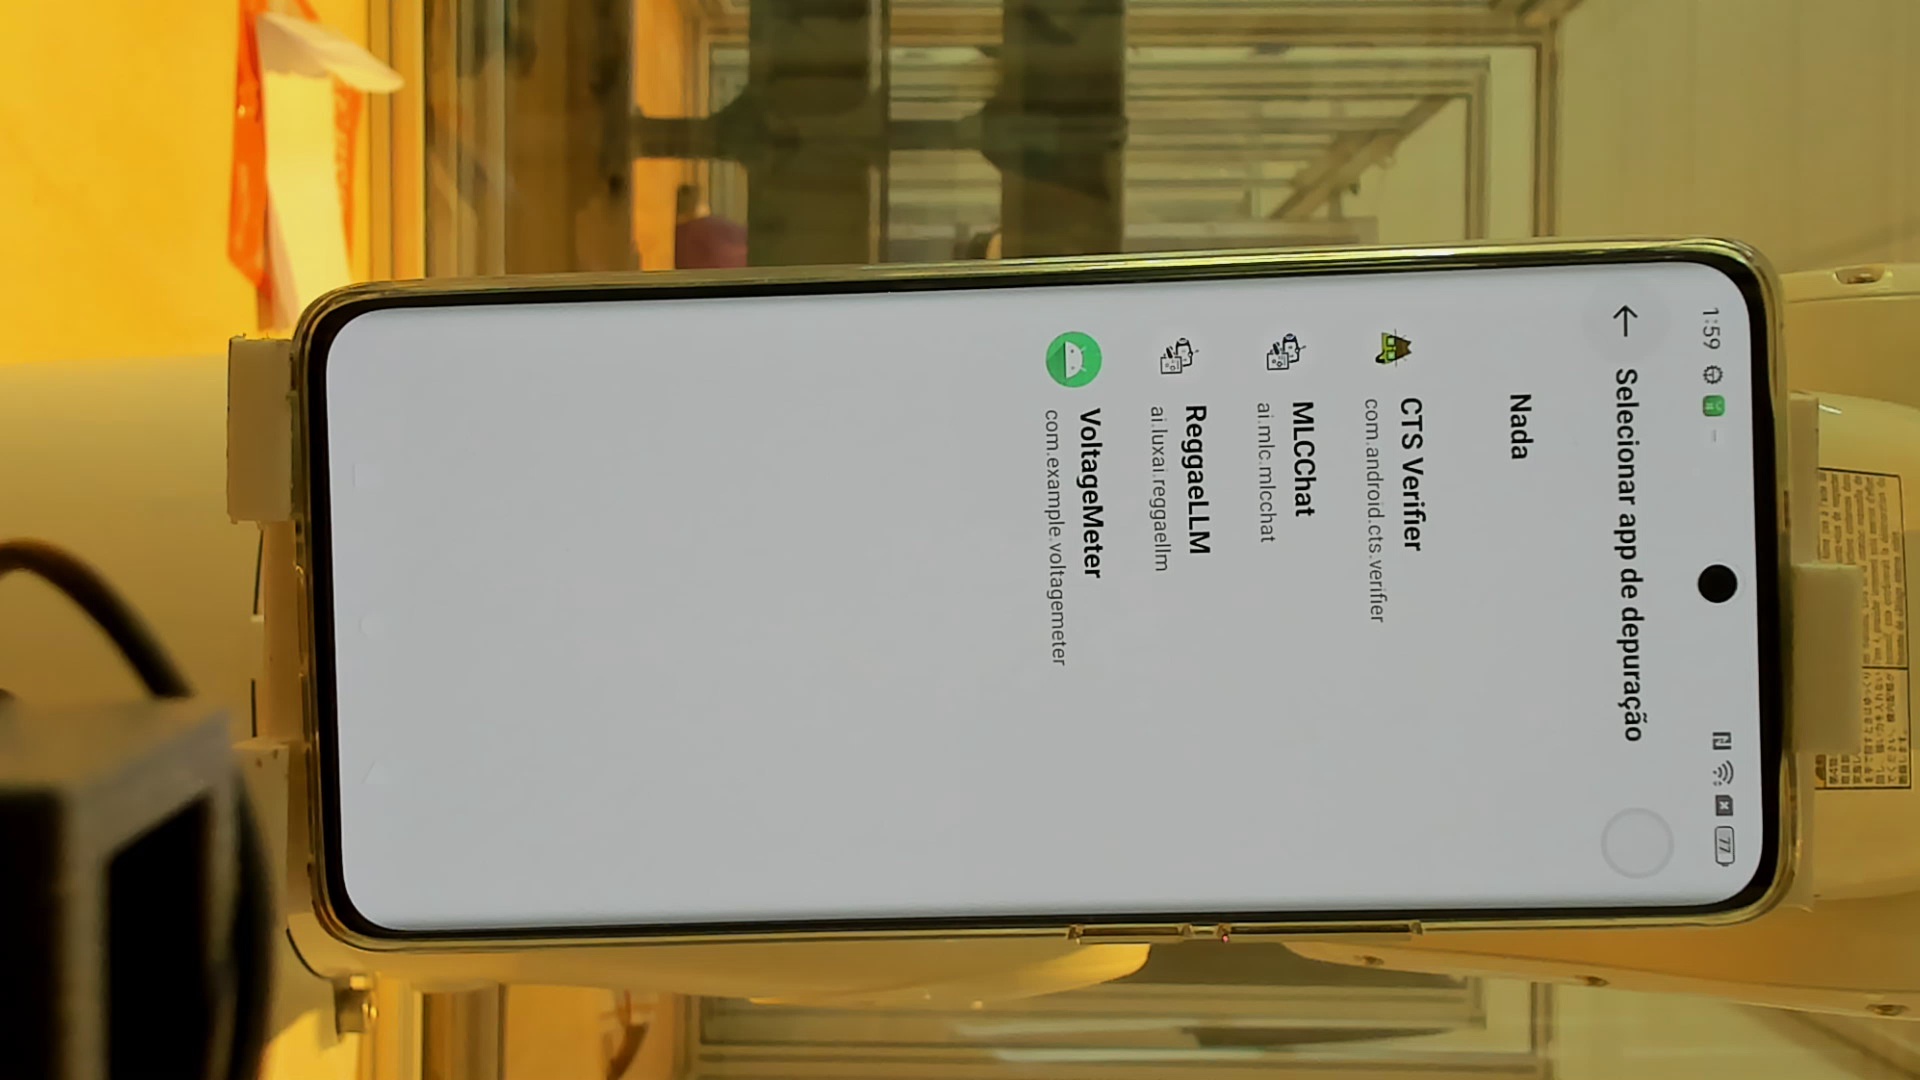 1:59
77
Selecionar app de depuração
Nada
CTS Verifier
com.android.cts.verifier
MLCChat
ai.mlc.mlcchat
ReggaeLLM
ai.luxai.reggaellm
VoltageMeter
com.example.voltagemeter